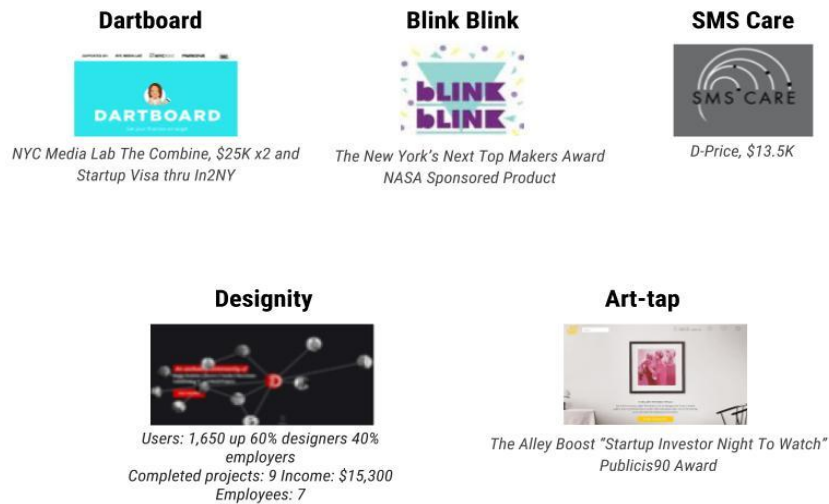 Dartboard
Blink Blink
SMS Care
DARTBOARD
bLINK
bLINK
SMS CARE
NYC Media Lab The Combine, $25K x2 and
Startup Visa thru In2NY
The New York's Next Top Makers Award
NASA Sponsored Product
D-Price, $13.5K
Designity
Art-tap
D
Users: 1,650 up 60% designers 40%
employers
Completed projects: 9 Income: $15,300
Employees: 7
The Alley Boost "Startup Investor Night To Watch"
Publicis90 Award